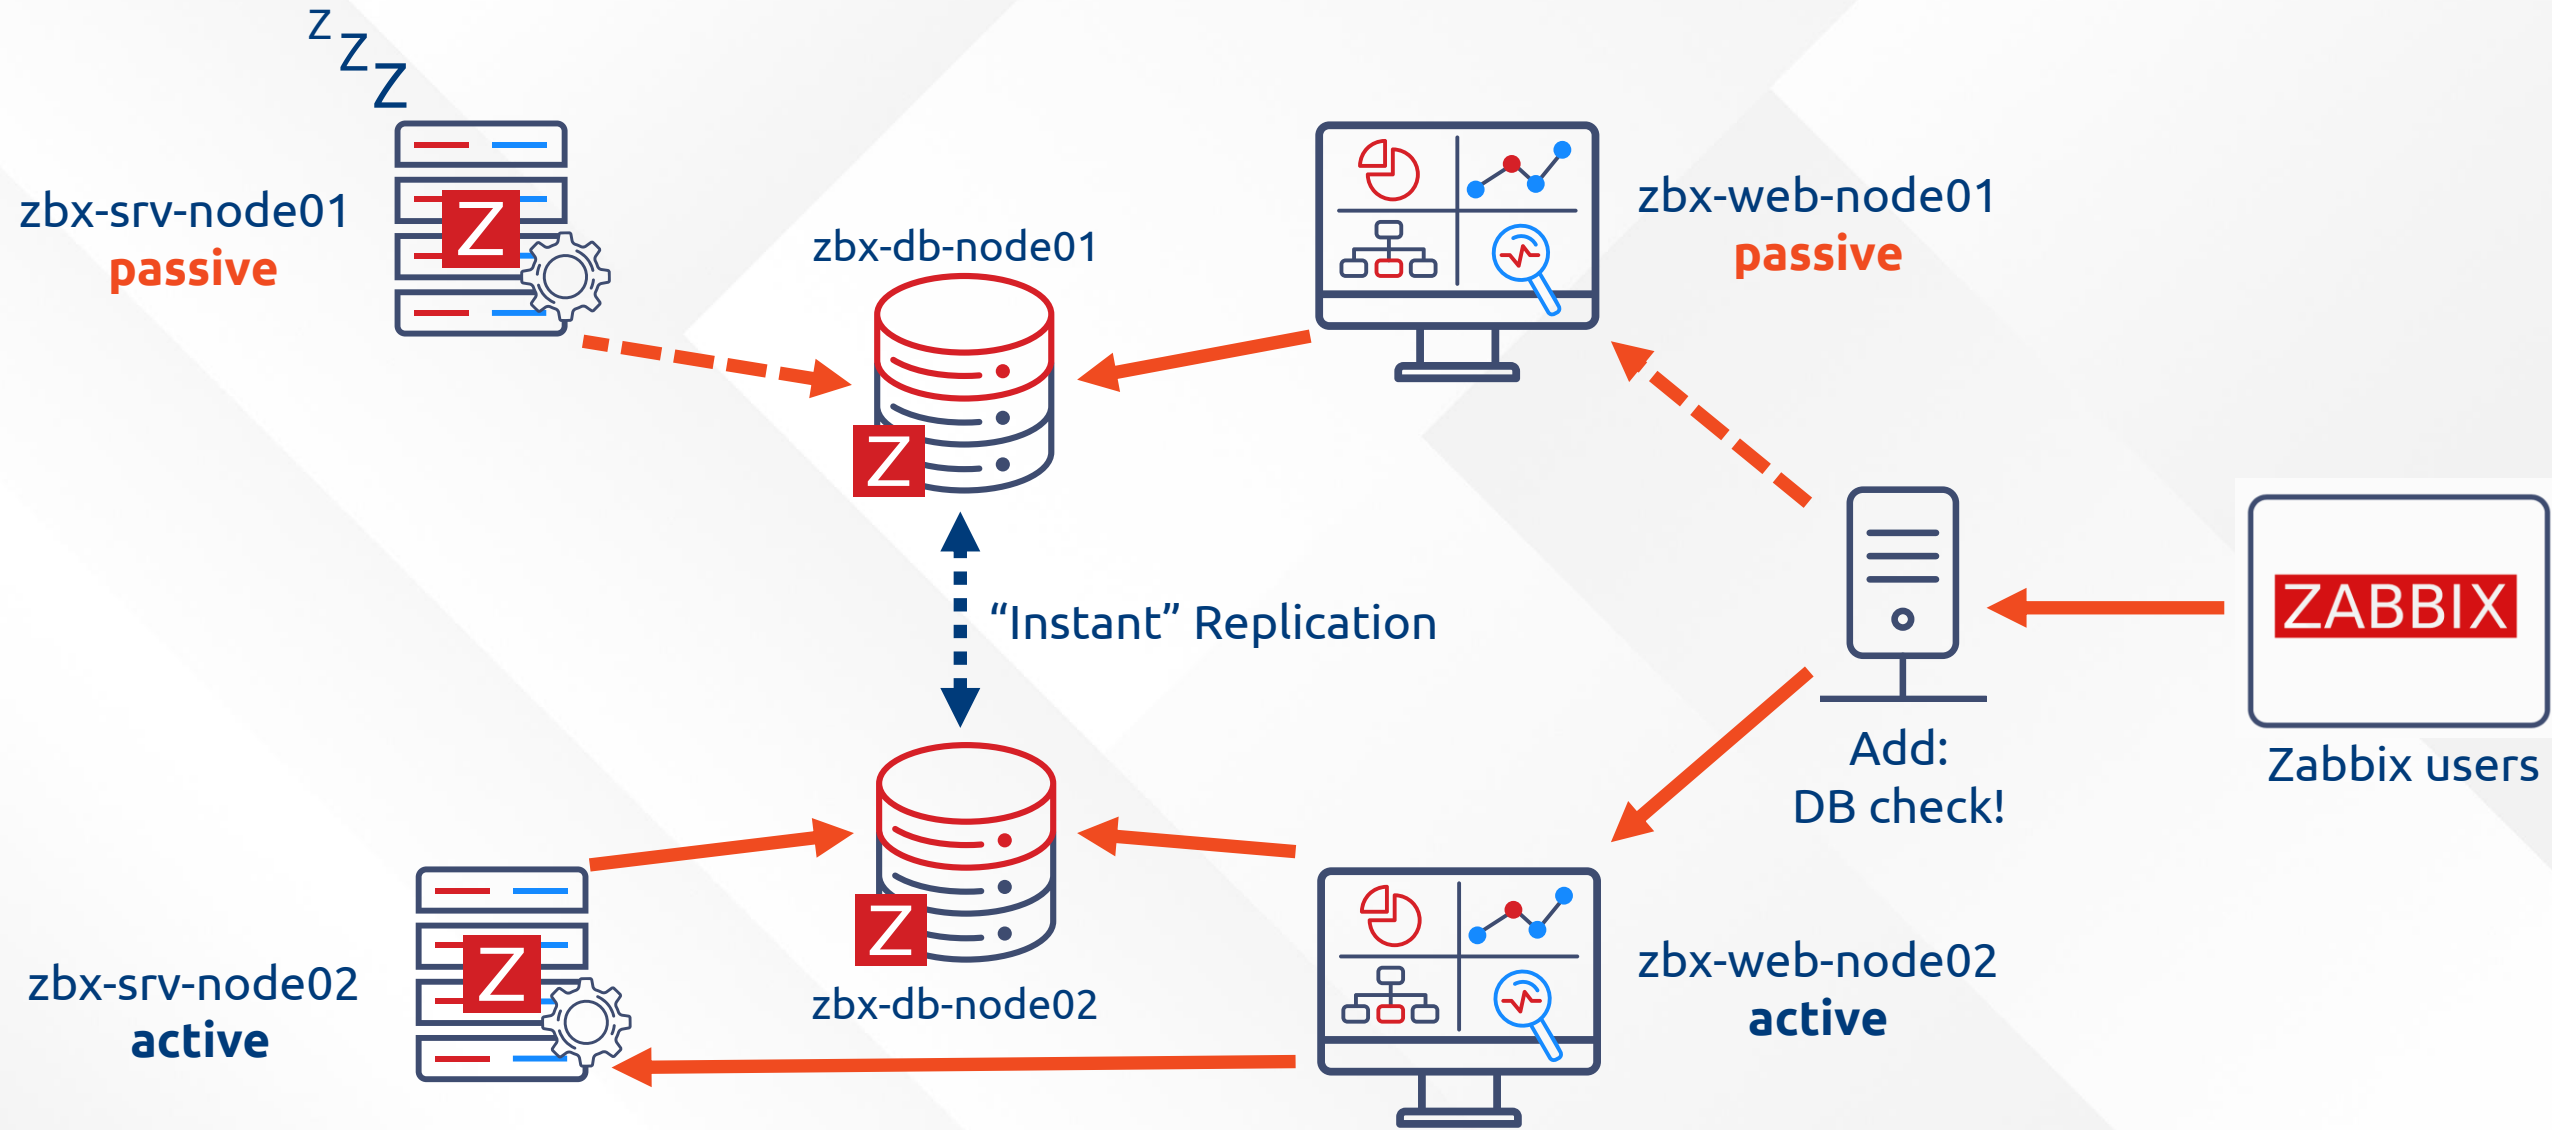 z
z
z
zbx-srv-node01
passive
Z
zbx-db-node01
Z
zbx-web-node01
passive
“Instant” Replication
Add:
DB check!
ZABBIX
Zabbix users
zbx-srv-node02
active
Z
Z
zbx-db-node02
zbx-web-node02
active